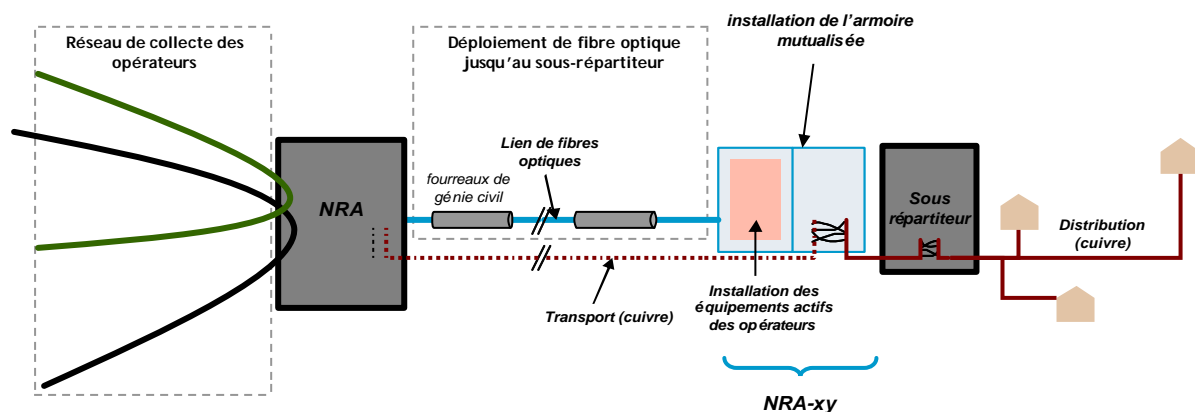 Réseau de collecte des
opérateurs
Déploiement de fibre optique
jusqu'au sous-répartiteur
installation de l'armoire
mutualisée
Lien de fibres
optiques
fourreaux de
génie civil
NRA
Sous
répartiteur
Distribution
(cuivre)
Transport (cuivre)
Installation des
équipements actifs
des opérateurs
NRA-xy